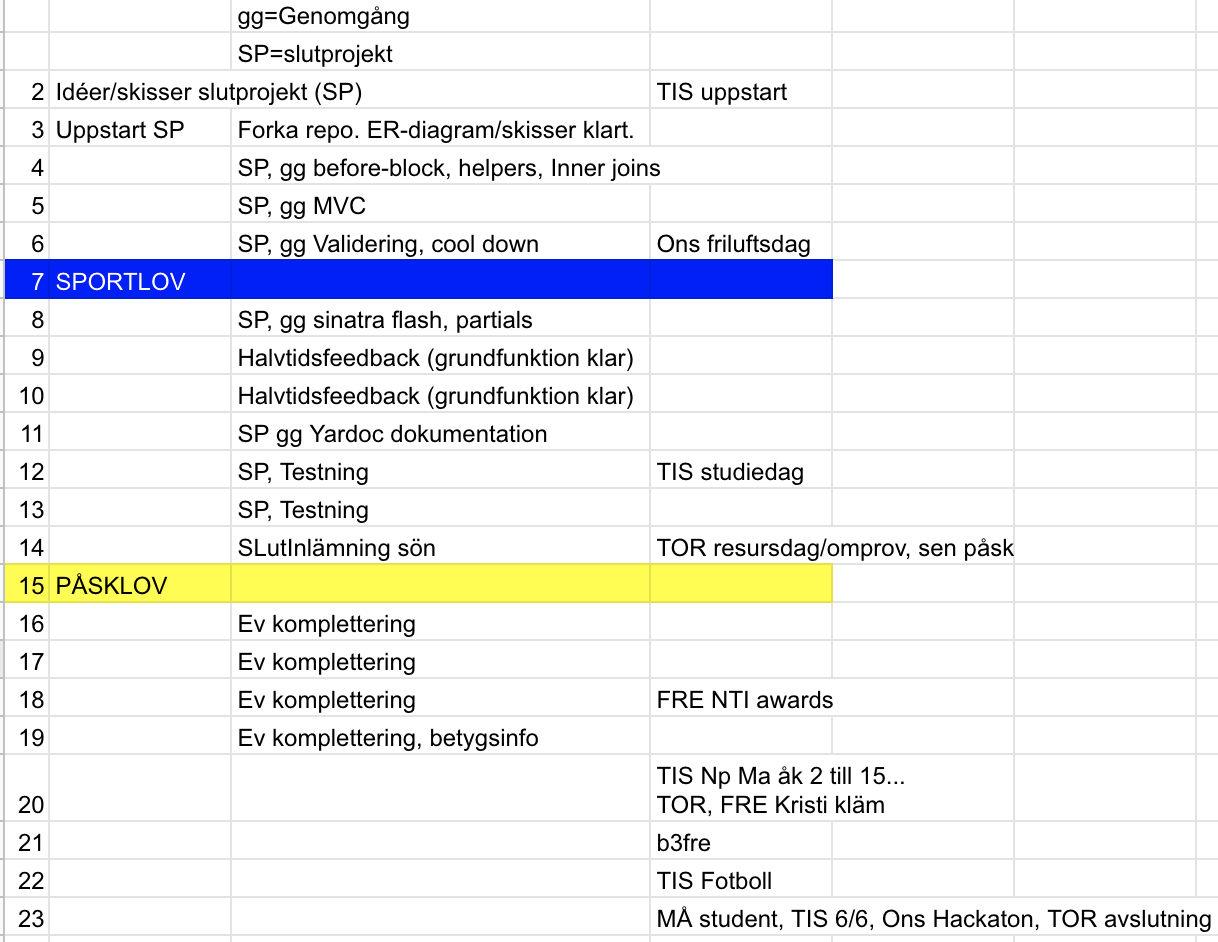 gg=Genomgång
SP=slutprojekt
2 Idéer/skisser slutprojekt (SP) TIS uppstart
3 Uppstart SP Forka repo. ER-diagram/skisser klart.
4 SP, gg before-block, helpers, Inner joins
5 SP, gg MVC
6 SP, gg Validering, cool down Ons friluftsdag
7 SPORTLOV
8 SP, gg sinatra flash, partials
9 Halvtidsfeedback (grundfunktion klar)
10 Halvtidsfeedback (grundfunktion klar)
11 SP gg Yardoc dokumentation
12 SP, Testning TIS studiedag
13 SP, Testning
14 SLutInlämning sön TOR resursdag/omprov, sen påsk
15 PÅSKLOV
16 Ev komplettering
17 Ev komplettering
18 Ev komplettering FRE NTI awards
19 Ev komplettering, betygsinfo
TIS Np Ma åk 2 till 15...
20 TOR, FRE Kristi kläm
21 b3fre
22 TIS Fotboll
23 MÅ student, TIS 6/6, Ons Hackaton, TOR avslutning